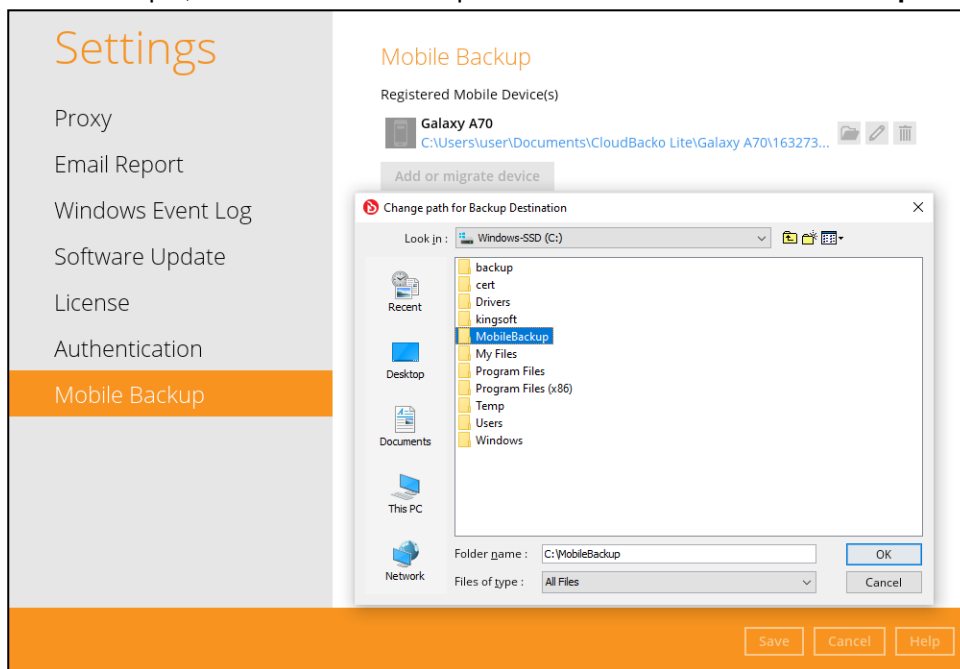 Settings
Proxy
Email Report
Windows Event Log
Software Update
License
Authentication
Mobile Backup
Mobile Backup
Registered Mobile Device(s)
Galaxy A70
C:\Users\user\Documents\CloudBacko Lite\Galaxy A70\163273...
Add or migrate device
Change path for Backup Destination
Look in :
Windows-SSD (C:)
Recent
Desktop
Documents
This PC
Network
backup
cert
Drivers
kingsoft
MobileBackup
My Files
Program Files
Program Files (x86)
Temp
Users
Windows
Folder name :
C:\MobileBackup
OK
Files of type :
All Files
Cancel
Save
Cancel
Help